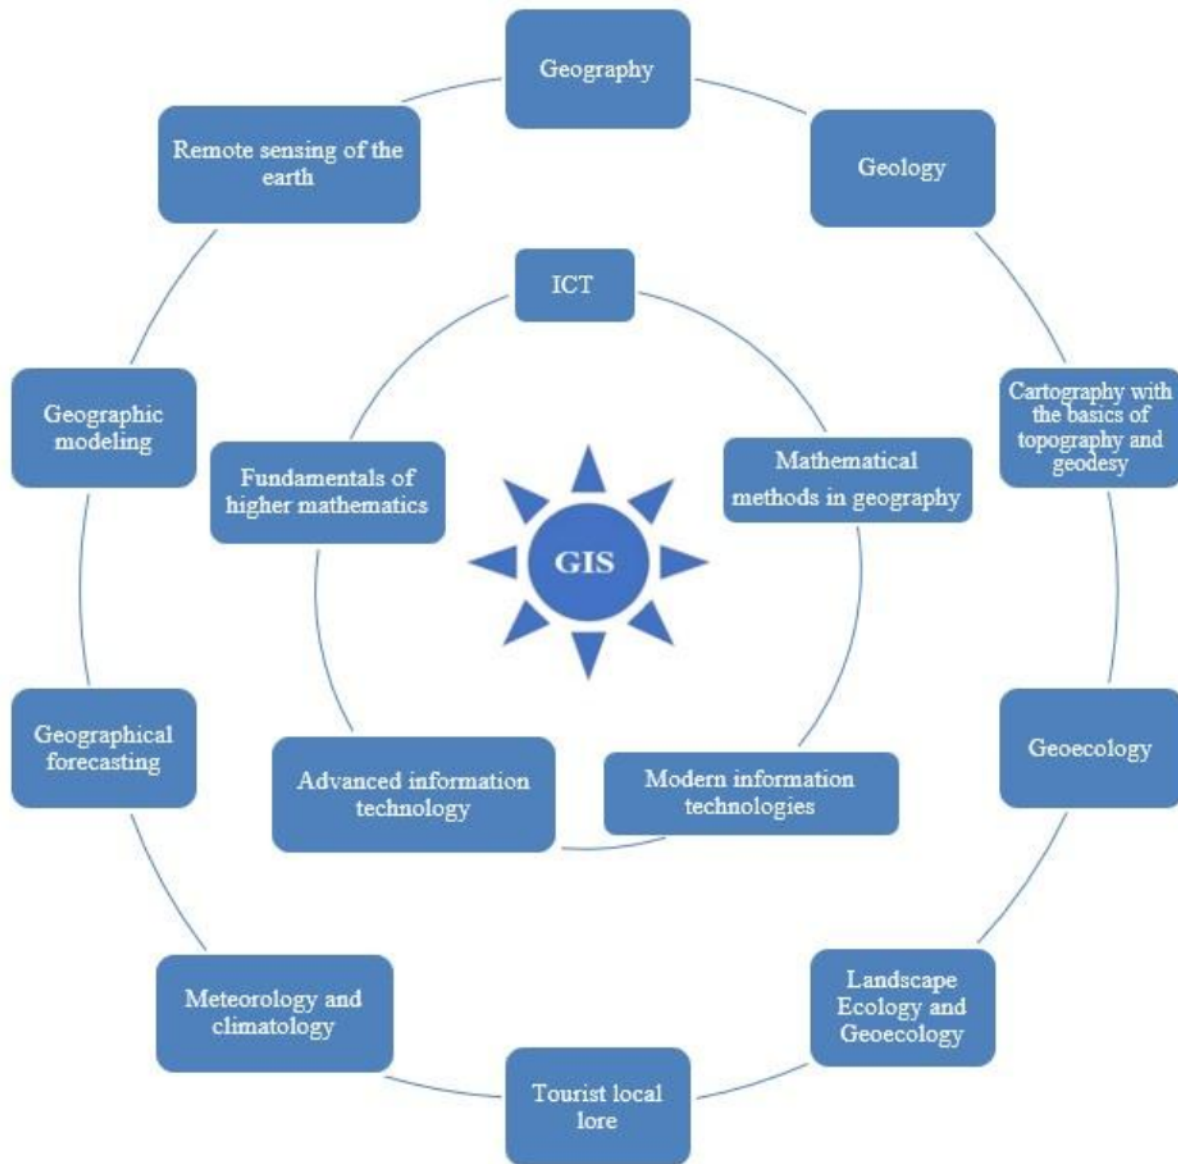 Geography
Geology
Cartography with
the basics of
topography and
geodesy
Geoecology
Landscape
Ecology and
Geoecology
Tourist local
lore
Meteorology and
climatology
Geographical
forecasting
Geographic
modeling
Remote sensing of the
earth
ICT
Mathematical
methods in geography
Modern information
technologies
Advanced information
technology
Fundamentals of
higher mathematics
GIS